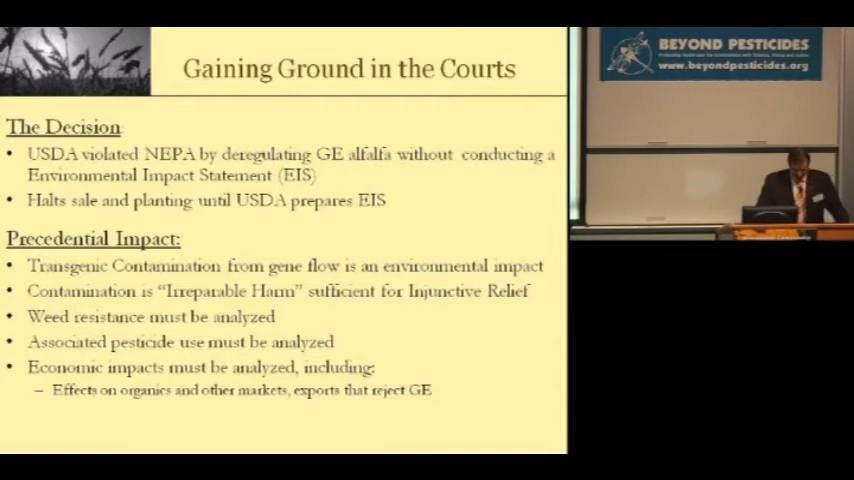 Gaining Ground in the Courts
The Decision
• USDA violated NEPA by deregulating GE alfalfa without conducting a
Environmental Impact Statement (EIS)
• Halts sale and planting until USDA prepares EIS
Precedential Impact:
• Transgenic Contamination from gene flow is an environmental impact
• Contamination is “Irreparable Harm” sufficient for Injunctive Relief
• Weed resistance must be analyzed
• Associated pesticide use must be analyzed
• Economic impacts must be analyzed, including:
– Effects on organics and other markets, exports that reject GE
BEYOND PESTICIDES
www.beyondpesticides.org